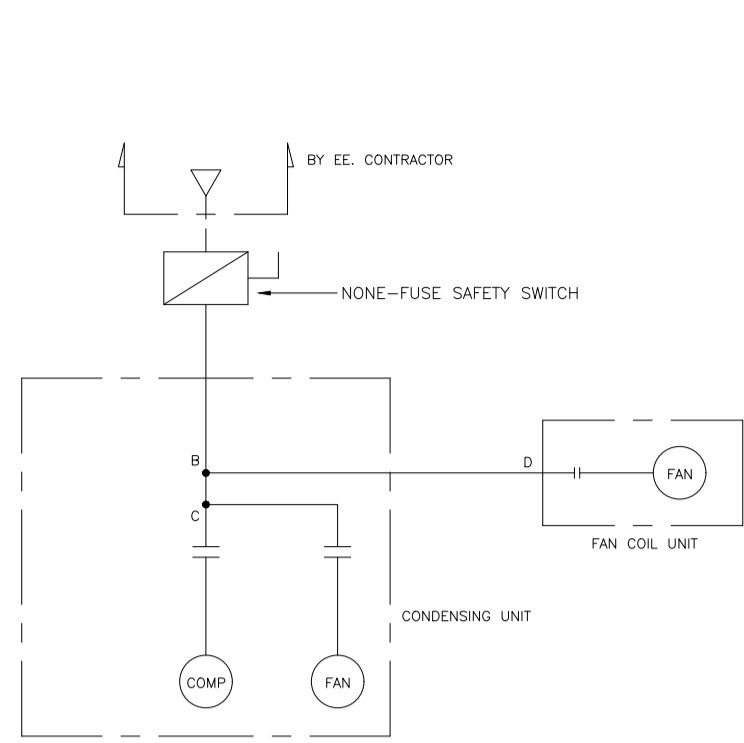 BY EE. CONTRACTOR
NONE-FUSE SAFETY SWITCH
B
D
FAN
C
FAN COIL UNIT
CONDENSING UNIT
COMP
FAN